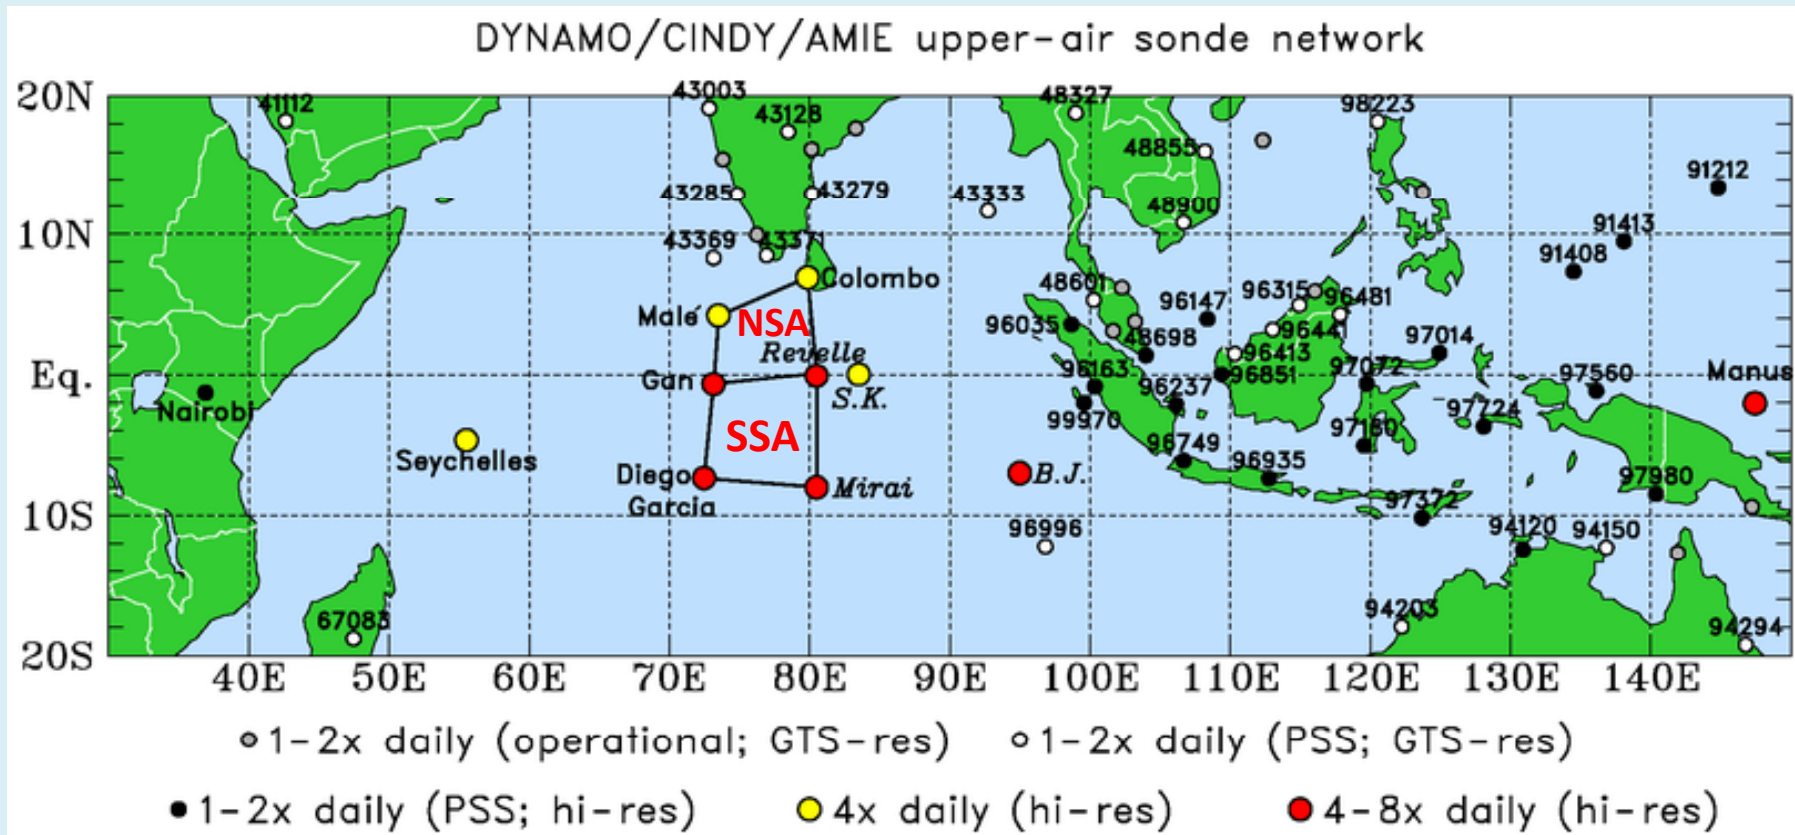 DYNAMO/CINDY/AMIE upper-air sonde network
20N
41112
43003
43128
48327
98223
48855
91212
43285
43279
43333
48900
10N
43369
43371
91413
91408
Colombo
48601
96315
96481
Malé
NSA
96035
96147
48698
96441
97014
Revelle
96413
Eq.
Gan
S.K.
96163
96237
96851
97072
97560
Manus
Nairobi
99970
97724
SSA
97180
Seychelles
96749
96935
Diego
Garcia
Mirai
B.J.
97980
10S
97372
96996
94120
94150
67083
94203
94294
20S
40E 50E 60E 70E 80E 90E 100E 110E 120E 130E 140E
1-2x daily (operational; GTS-res) 1-2x daily (PSS; GTS-res)
1-2x daily (PSS; hi-res) 4x daily (hi-res) 4-8x daily (hi-res)